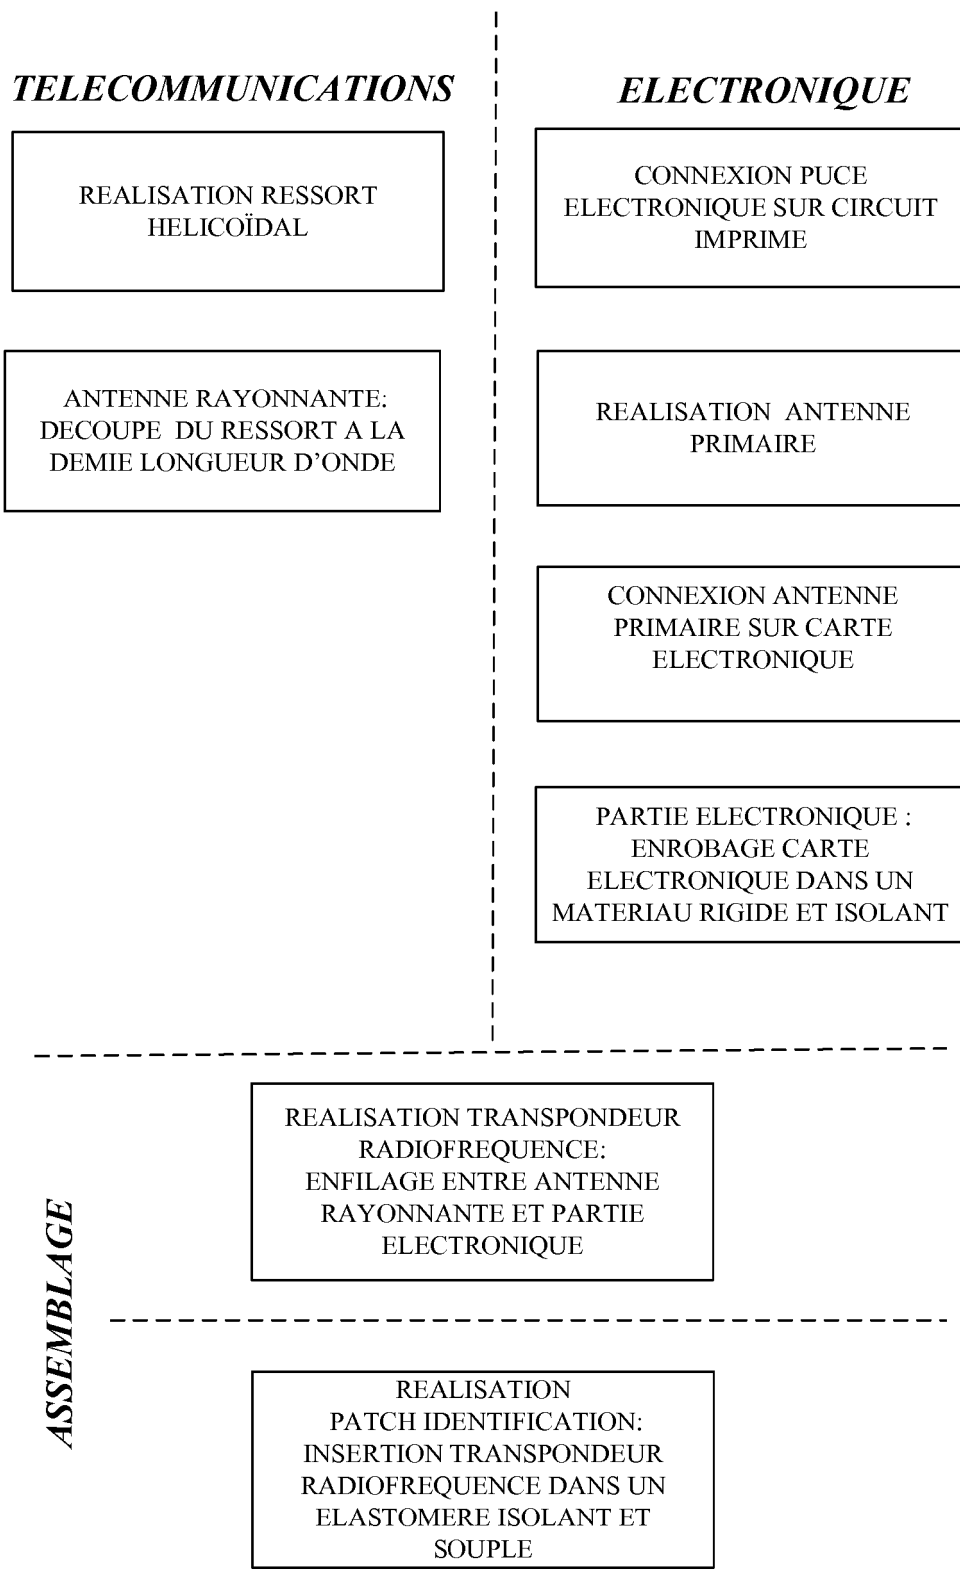 TELECOMMUNICATIONS
REALISATION RESSORT
HELICOÏDAL
ANTENNE RAYONNANTE:
DECOUPE DU RESSORT A LA
DEMIE LONGUEUR D'ONDE
ELECTRONIQUE
CONNEXION PUCE
ELECTRONIQUE SUR CIRCUIT
IMPRIME
REALISATION ANTENNE
PRIMAIRE
CONNEXION ANTENNE
PRIMAIRE SUR CARTE
ELECTRONIQUE
PARTIE ELECTRONIQUE :
ENROBAGE CARTE
ELECTRONIQUE DANS UN
MATERIAU RIGIDE ET ISOLANT
ASSEMBLAGE
REALISATION TRANSPONDEUR
RADIOFREQUENCE:
ENFILAGE ENTRE ANTENNE
RAYONNANTE ET PARTIE
ELECTRONIQUE
REALISATION
PATCH IDENTIFICATION:
INSERTION TRANSPONDEUR
RADIOFREQUENCE DANS UN
ELASTOMERE ISOLANT ET
SOUPLE